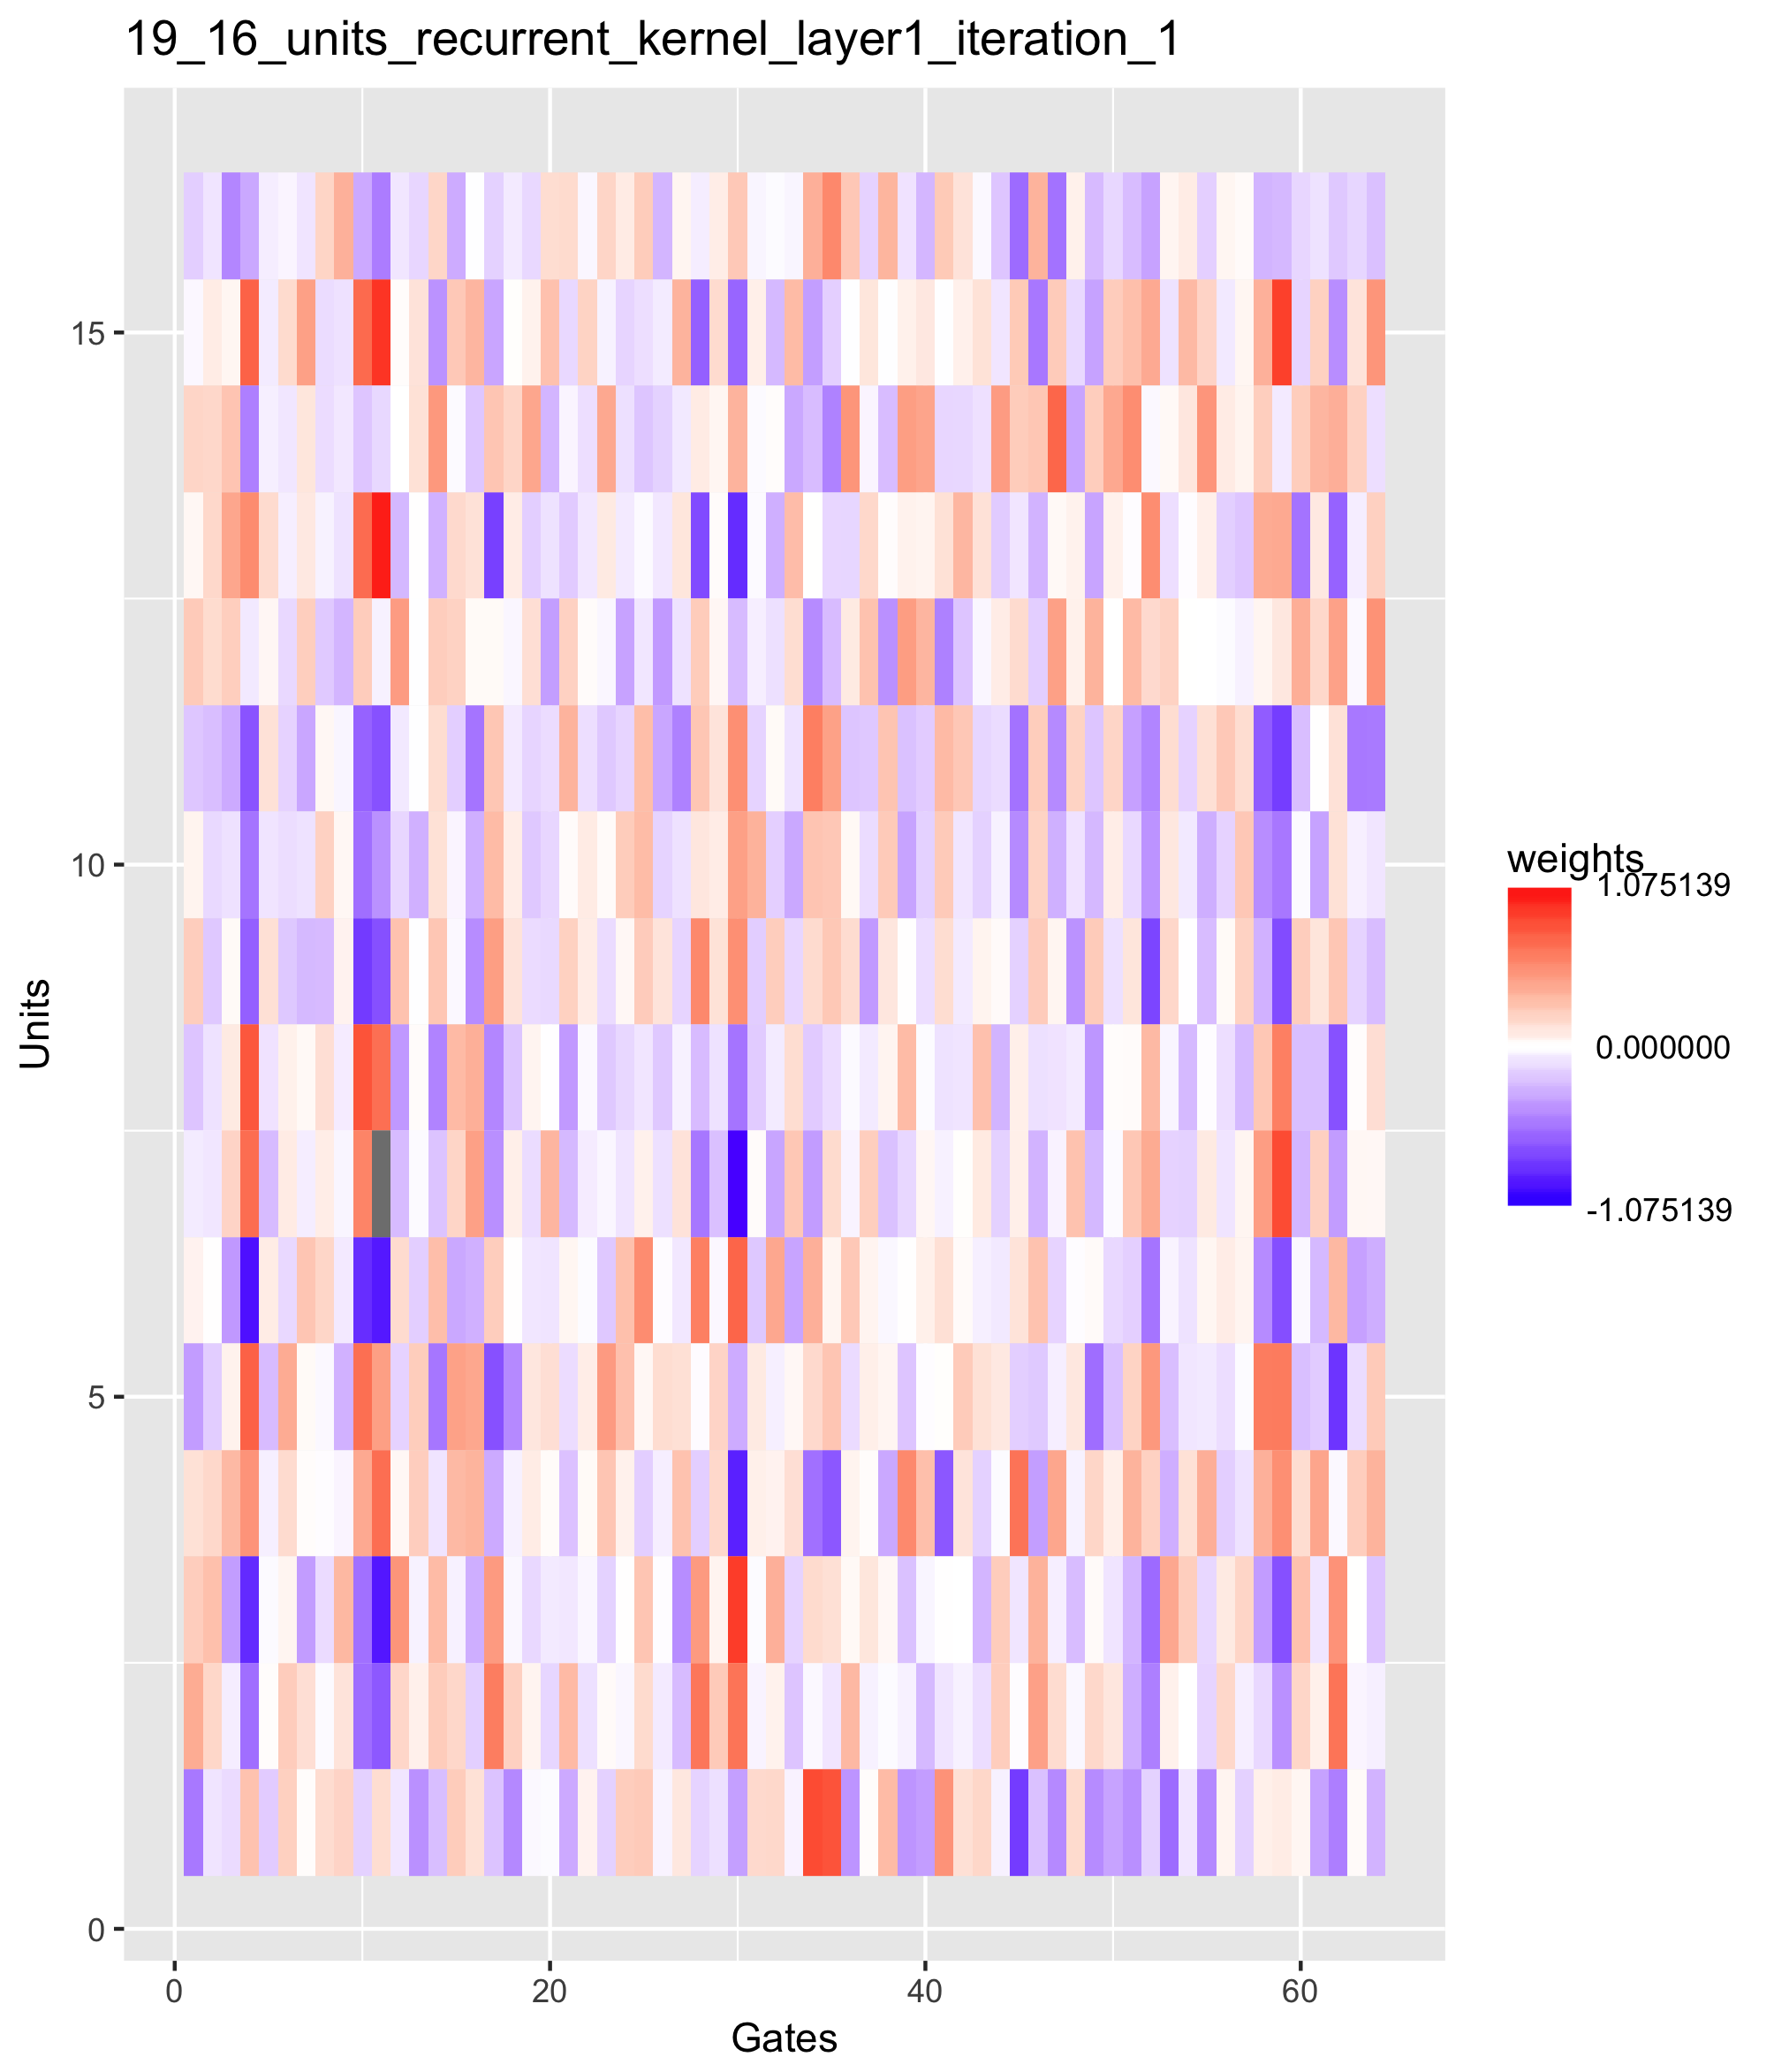 19_16_units_recurrent_kernel_layer1_iteration_1
15
10
5
0
Units
0 20 40 60
Gates
weights
1.075139
0.000000
-1.075139